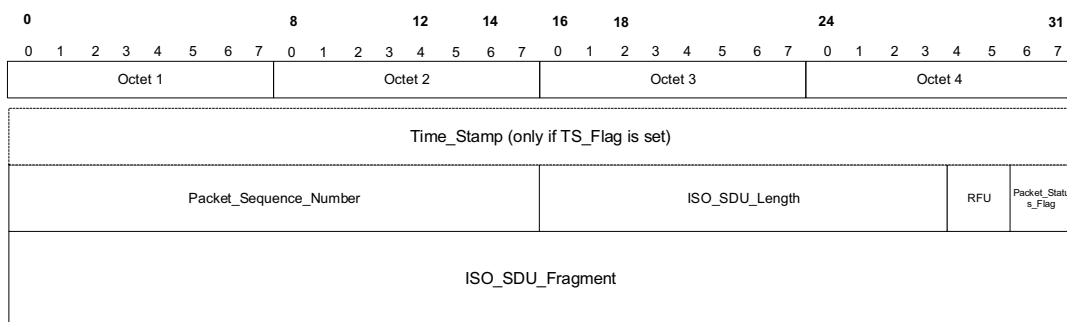 0 8 12 14 16 18 24 31
0 1 2 3 4 5 6 7 0 1 2 3 4 5 6 7 0 1 2 3 4 5 6 7 0 1 2 3 4 5 6 7
Octet 1 Octet 2 Octet 3 Octet 4
Time_Stamp (only if TS_Flag is set)
Packet_Sequence_Number ISO_SDU_Length RFU Packet_Statu
s_Flag
ISO_SDU_Fragment